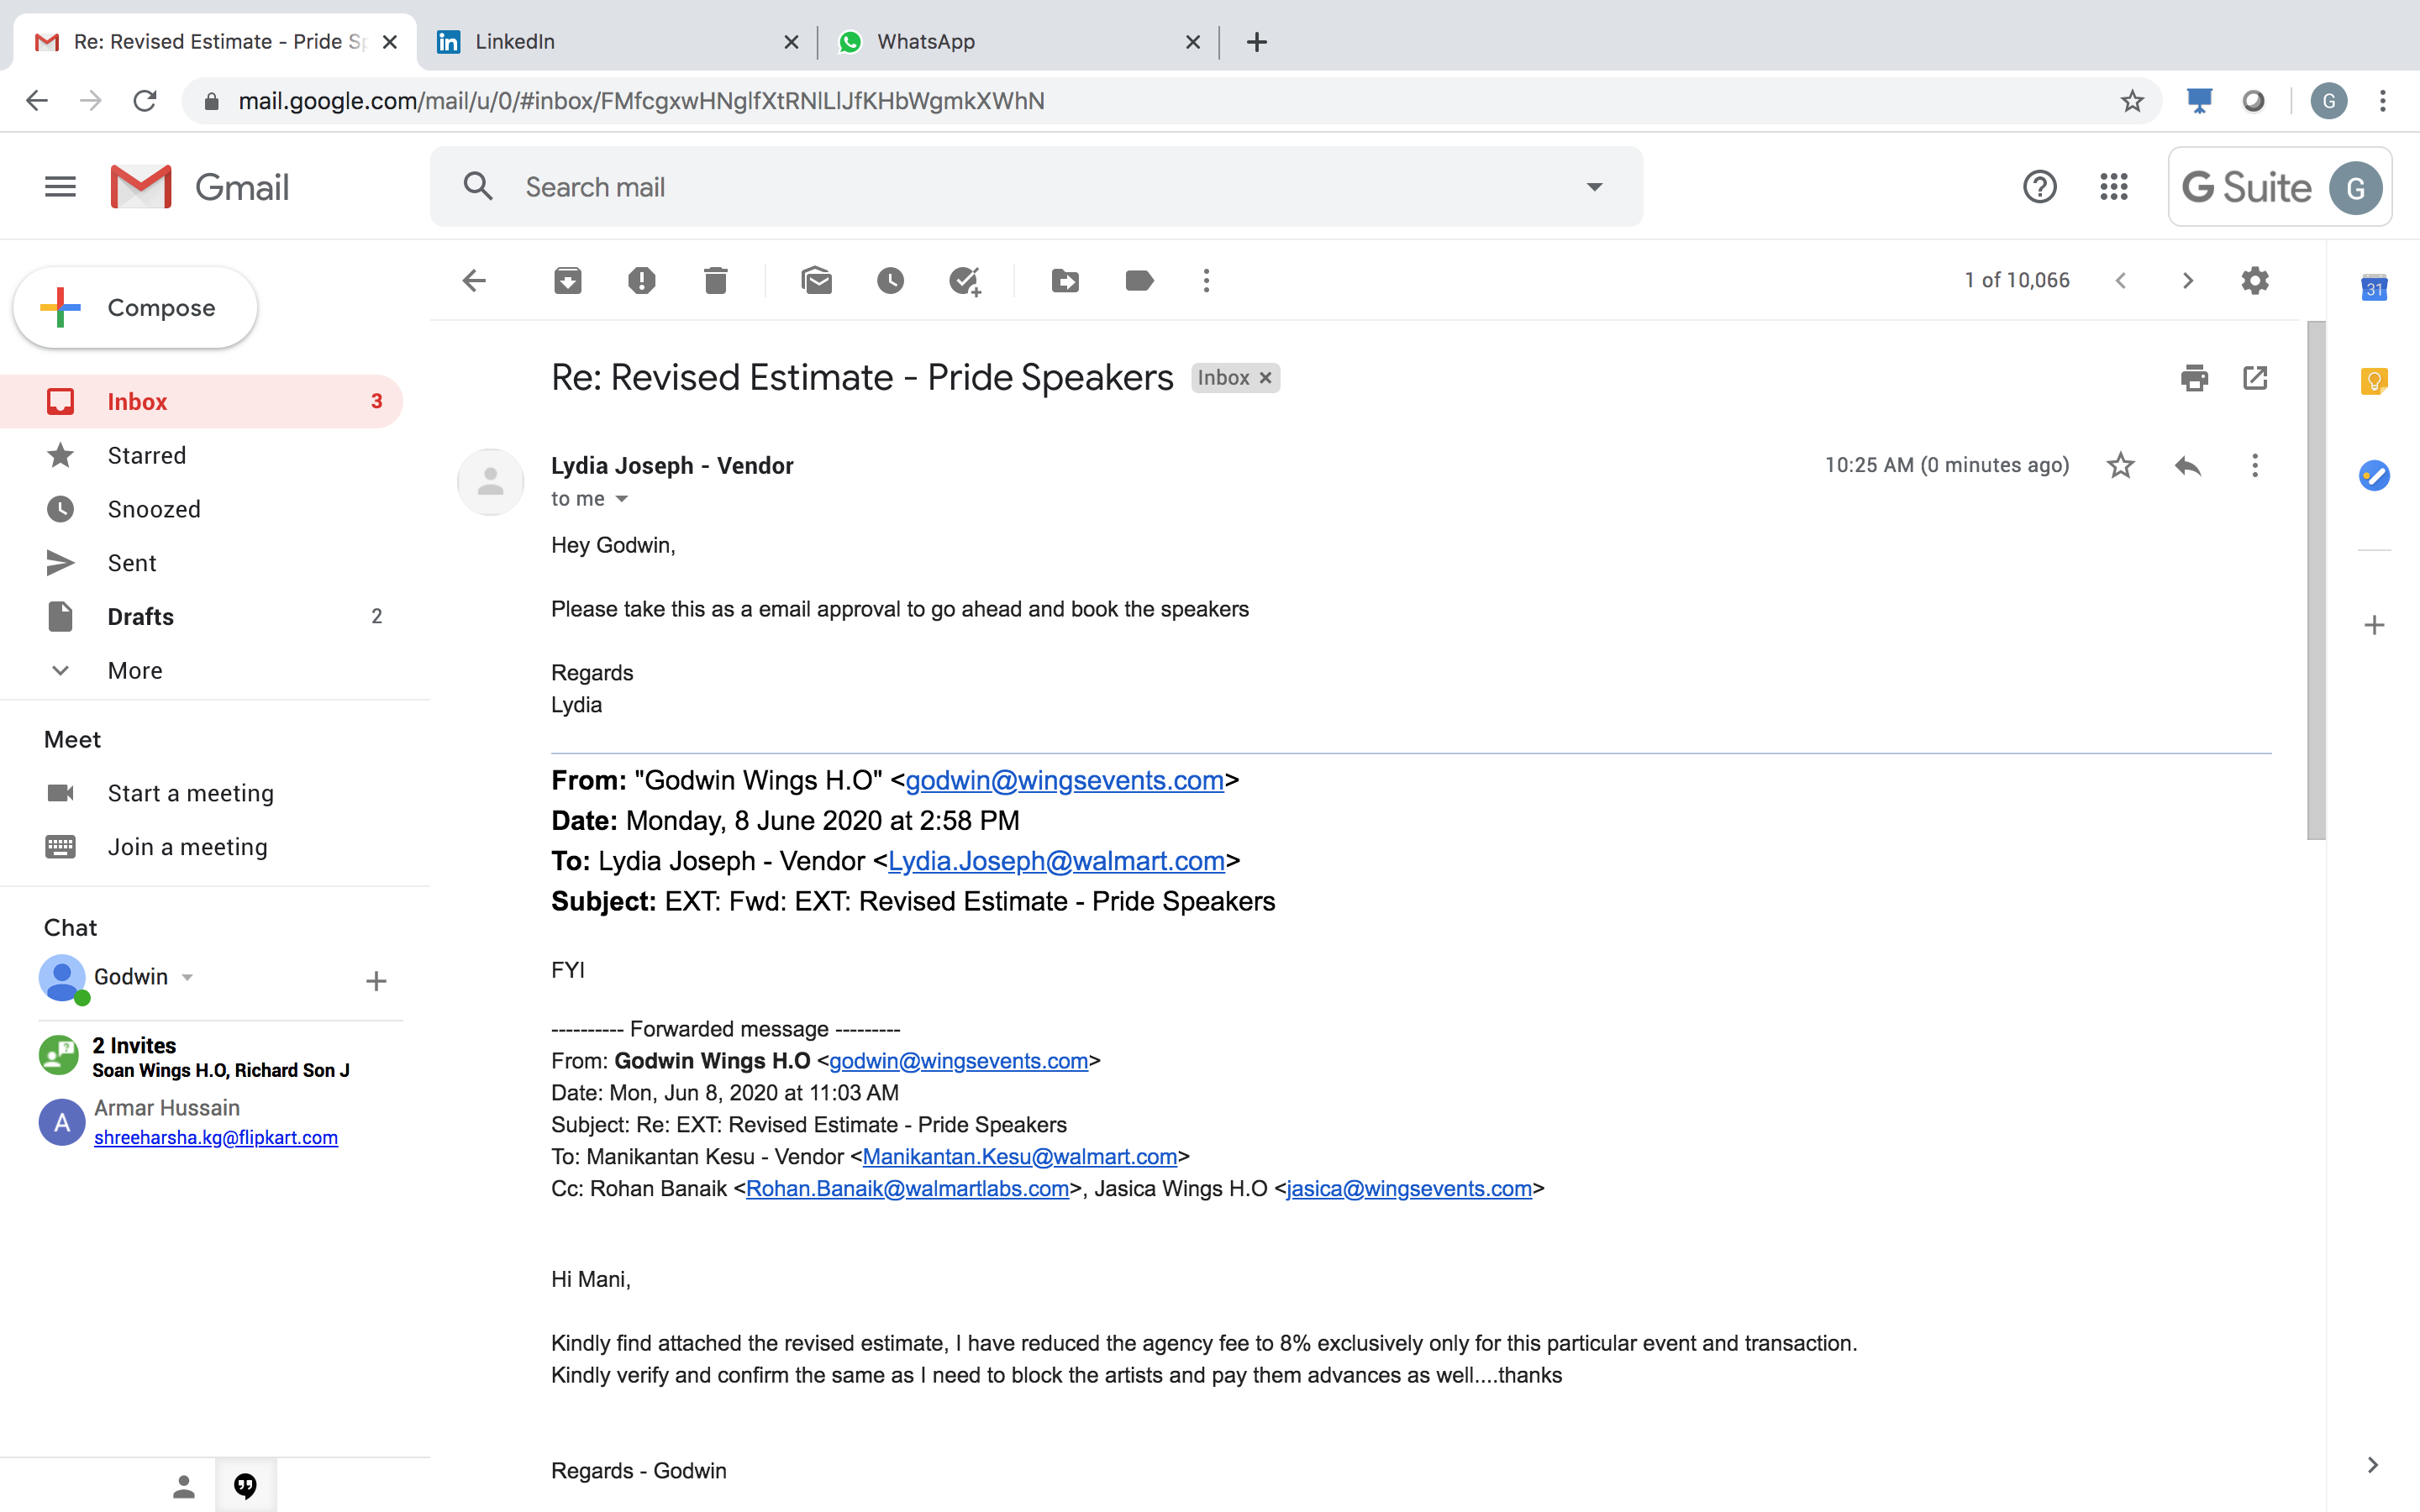 Re: Revised Estimate - Pride Sp
LinkedIn
WhatsApp
mail.google.com/mail/u/0/#inbox/FMfcgxwHNglfXtRNlLlJfKHbWgmkXWhN
G
Gmail
Search mail
G Suite
G
Compose
1 of 10,066
31
Inbox 3
Starred
Snoozed
Sent
Drafts 2
More
Meet
Start a meeting
Join a meeting
Chat
Godwin
2 Invites
Soan Wings H.O, Richard Son J
A
Armar Hussain
shreeharsha.kg@flipkart.com
Re: Revised Estimate - Pride Speakers Inbox
Lydia Joseph - Vendor
10:25 AM (0 minutes ago)
to me
Hey Godwin,
Please take this as a email approval to go ahead and book the speakers
Regards
Lydia
From: "Godwin Wings H.O" <godwin@wingsevents.com>
Date: Monday, 8 June 2020 at 2:58 PM
To: Lydia Joseph - Vendor <Lydia.Joseph@walmart.com>
Subject: EXT: Fwd: EXT: Revised Estimate - Pride Speakers
FYI
---------- Forwarded message ---------
From: Godwin Wings H.O <godwin@wingsevents.com>
Date: Mon, Jun 8, 2020 at 11:03 AM
Subject: Re: EXT: Revised Estimate - Pride Speakers
To: Manikantan Kesu - Vendor <Manikantan.Kesu@walmart.com>
Cc: Rohan Banaik <Rohan.Banaik@walmartlabs.com>, Jasica Wings H.O <jasica@wingsevents.com>
Hi Mani,
Kindly find attached the revised estimate, I have reduced the agency fee to 8% exclusively only for this particular event and transaction.
Kindly verify and confirm the same as I need to block the artists and pay them advances as well....thanks
Regards - Godwin